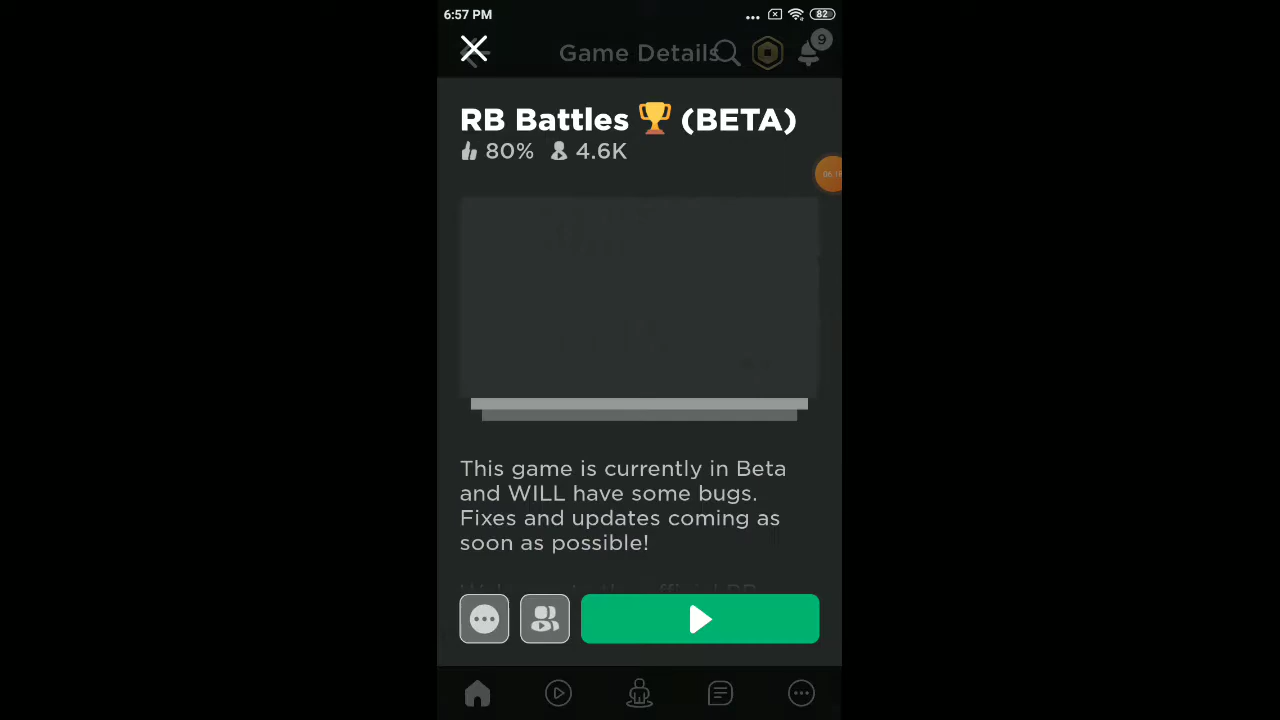 6:57 PM
82
Game Details
9
RB Battles 🏆 (BETA)
80% 4.6K
This game is currently in Beta
and WILL have some bugs.
Fixes and updates coming as
soon as possible!